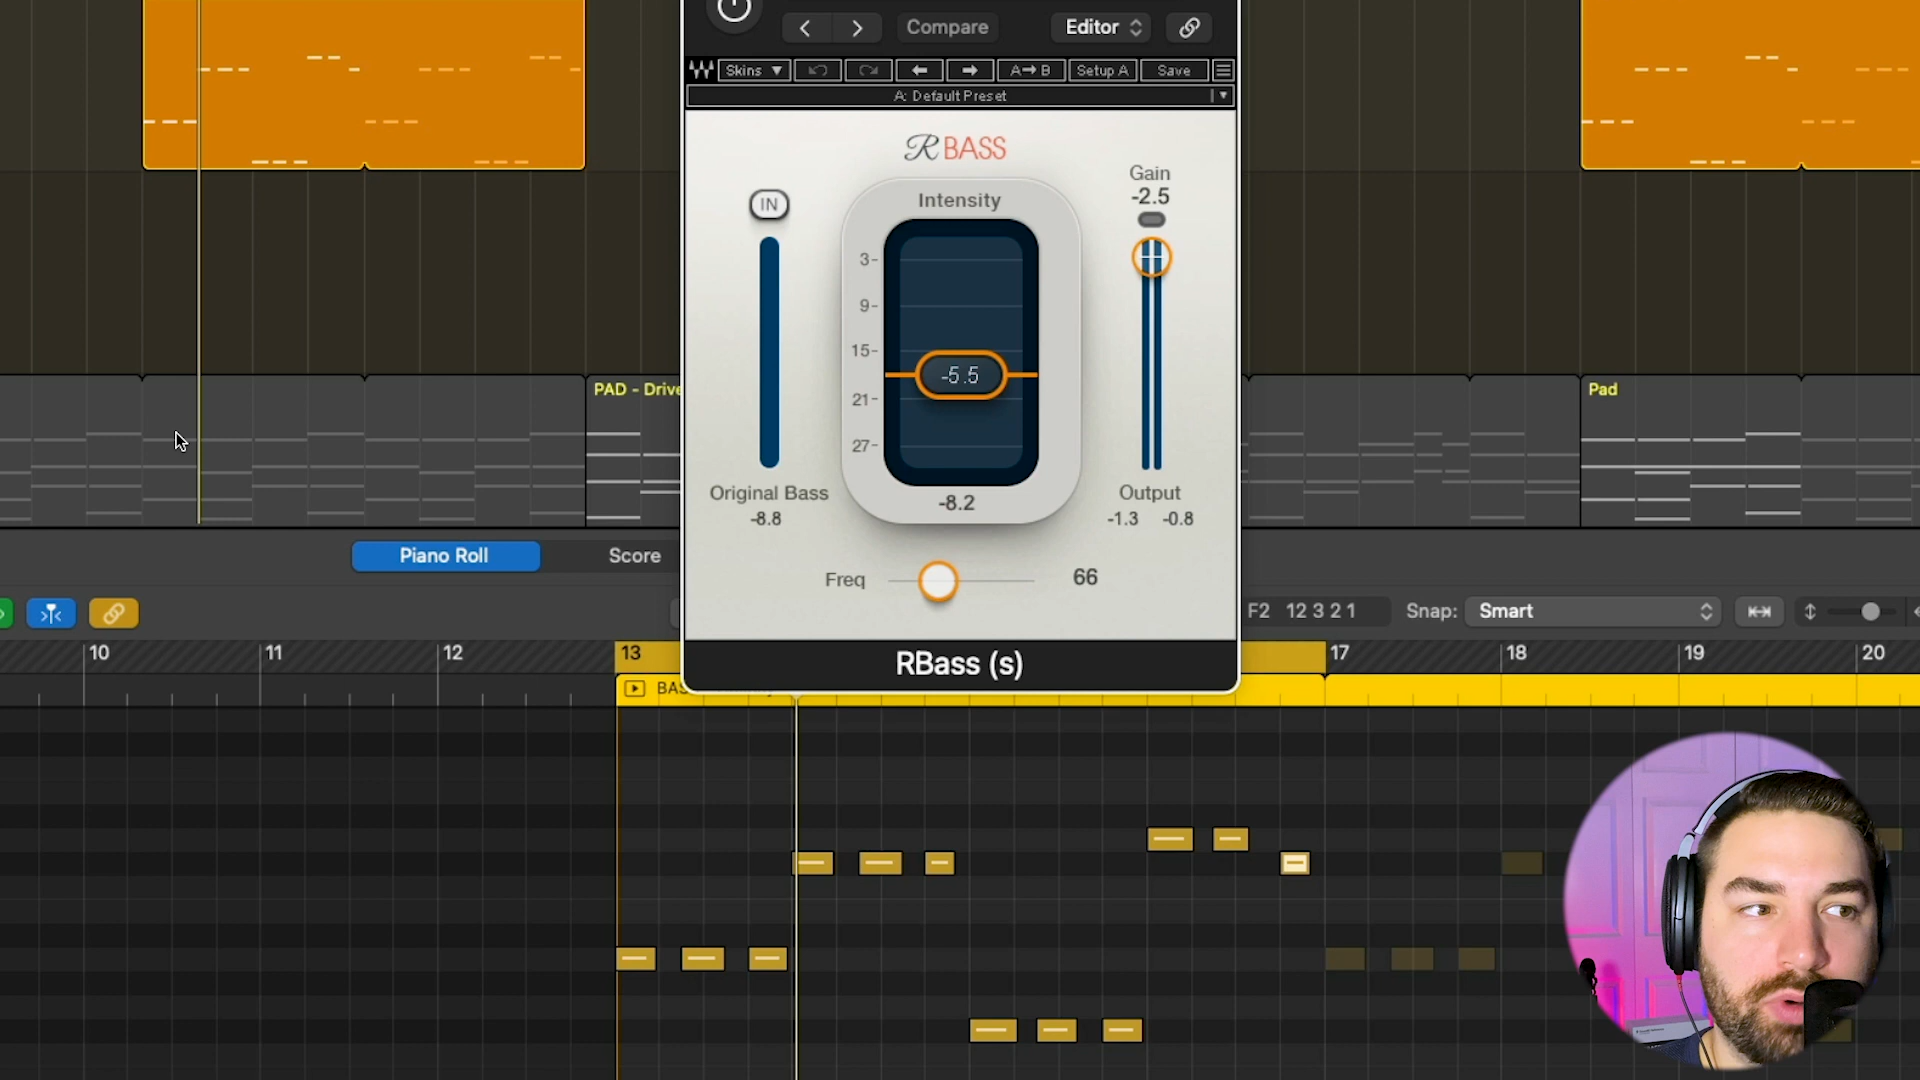 Compare
Editor
Skins
A→B
Setup A
Save
A: Default Preset
R BASS
Gain
-2.5
IN
Intensity
3-
9-
15-
21-
27-
-5.5
PAD - Drive
Pad
Original Bass
-8.8
-8.2
Output
-1.3 -0.8
Piano Roll
Score
Freq
66
F2 12 3 2 1
Snap:
Smart
10
11
12
13
17
18
19
20
RBass (s)